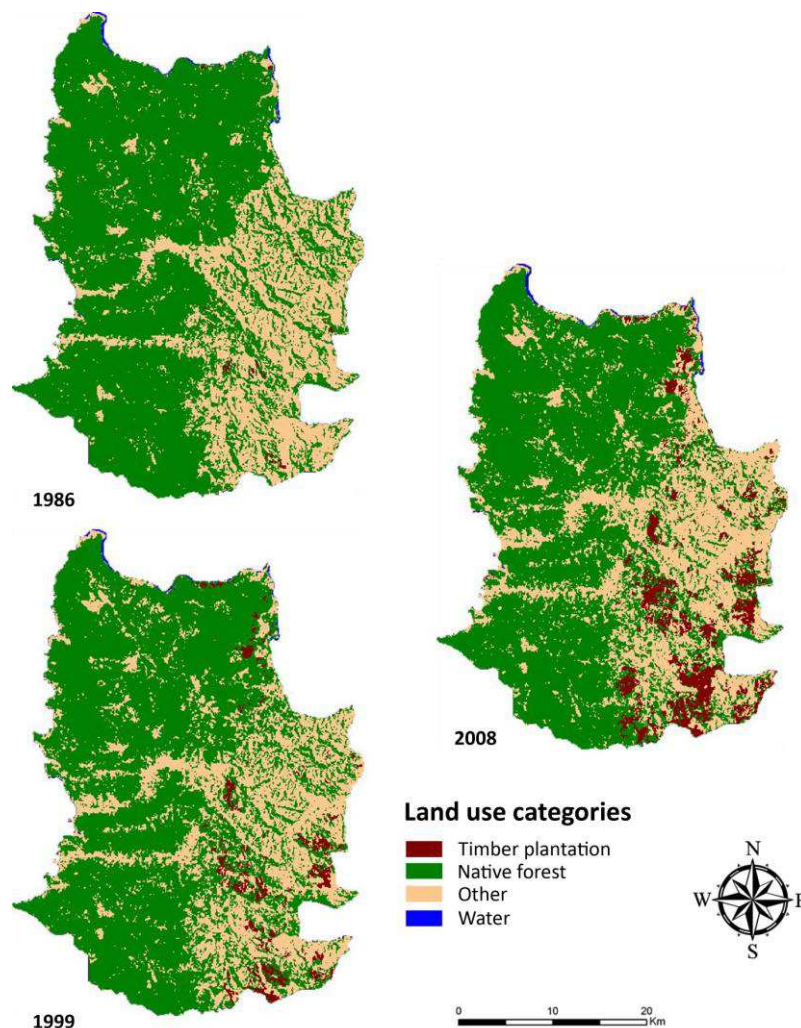 1986
2008
1999
Land use categories
Timber plantation
Native forest
Other
Water
N
W E
S
0 10 20
Km